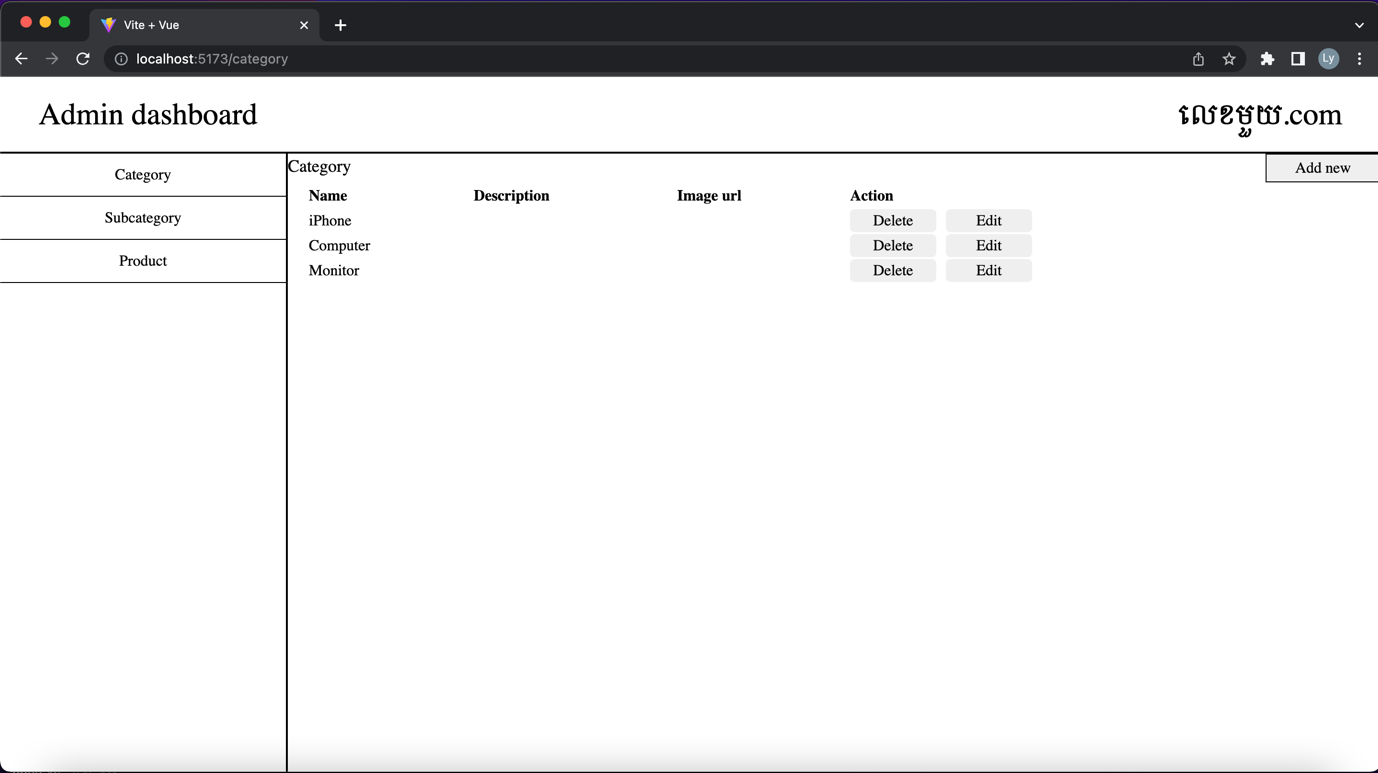 Vite + Vue
localhost:5173/category
Ly
Admin dashboard
លេខមួយ.com
Category
Subcategory
Product
Category
Add new
Name Description Image url Action
iPhone Delete Edit
Computer Delete Edit
Monitor Delete Edit